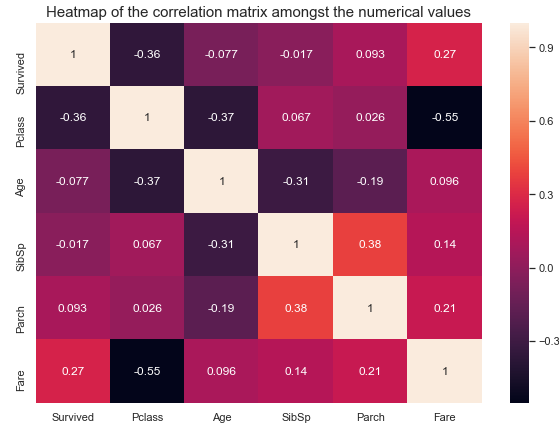 Heatmap of the correlation matrix amongst the numerical values
Survived 1 -0.36 -0.077 -0.017 0.093 0.27
Pclass -0.36 1 -0.37 0.067 0.026 -0.55
Age -0.077 -0.37 1 -0.31 -0.19 0.096
SibSp -0.017 0.067 -0.31 1 0.38 0.14
Parch 0.093 0.026 -0.19 0.38 1 0.21
Fare 0.27 -0.55 0.096 0.14 0.21 1
Survived Pclass Age SibSp Parch Fare
0.9
0.6
0.3
0.0
-0.3